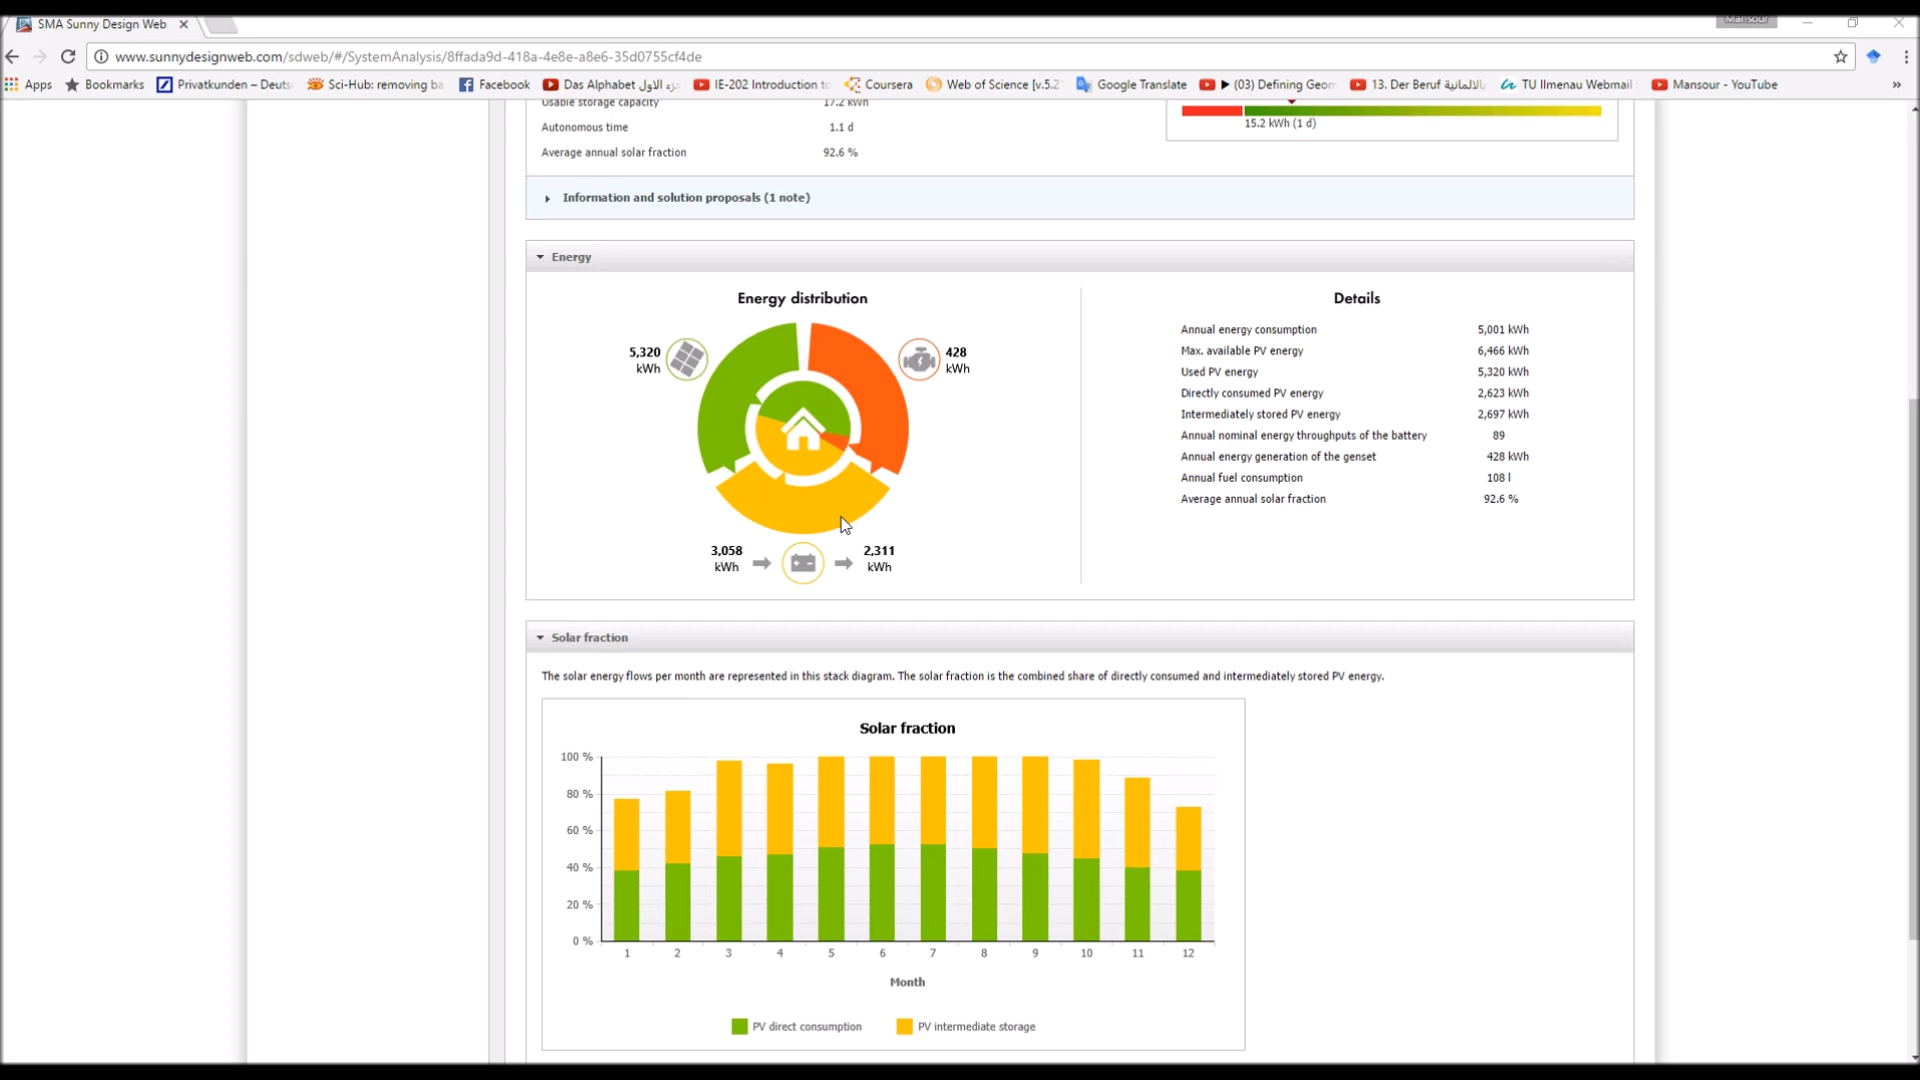 SMA Sunny Design Web
Mansour
www.sunnydesignweb.com/sdweb/#/SystemAnalysis/8ffada9d-418a-4e8e-a8e6-35d0755cf4de
Apps Bookmarks Privatkunden – Deuts Sci-Hub: removing ba Facebook Das Alphabet جزء الاول IE-202 Introduction to Coursera Web of Science [v.5.2 Google Translate (03) Defining Geom 13. Der Beruf بالالمانية TU Ilmenau Webmail Mansour - YouTube »
Usable storage capacity 17.2 kWh
Autonomous time 1.1 d
15.2 kWh (1 d)
Average annual solar fraction 92.6 %
Information and solution proposals (1 note)
Energy
Energy distribution
5,320
kWh
428
kWh
3,058
kWh
2,311
kWh
Details
Annual energy consumption 5,001 kWh
Max. available PV energy 6,466 kWh
Used PV energy 5,320 kWh
Directly consumed PV energy 2,623 kWh
Intermediately stored PV energy 2,697 kWh
Annual nominal energy throughputs of the battery 89
Annual energy generation of the genset 428 kWh
Annual fuel consumption 108 l
Average annual solar fraction 92.6 %
Solar fraction
The solar energy flows per month are represented in this stack diagram. The solar fraction is the combined share of directly consumed and intermediately stored PV energy.
Solar fraction
100 %
80 %
60 %
40 %
20 %
0 %
1 2 3 4 5 6 7 8 9 10 11 12
Month
PV direct consumption PV intermediate storage